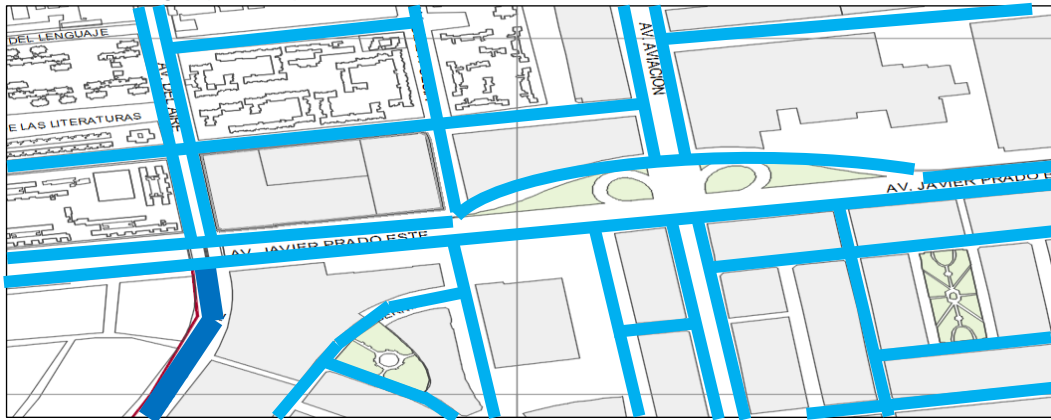 DEL LENGUAJE
AV. DEL AIRE
AV. AVIACION
E LAS LITERATURAS
AV. JAVIER PRADO E
AV. JAVIER PRADO ESTE